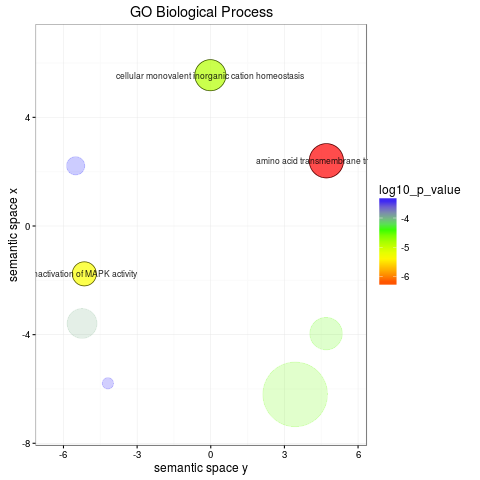 GO Biological Process
cellular monovalent inorganic cation homeostasis
amino acid transmembrane tr
nactivation of MAPK activity
semantic space x
4
0
-4
-8
-6
-3
0
3
6
semantic space y
log10_p_value
-4
-5
-6